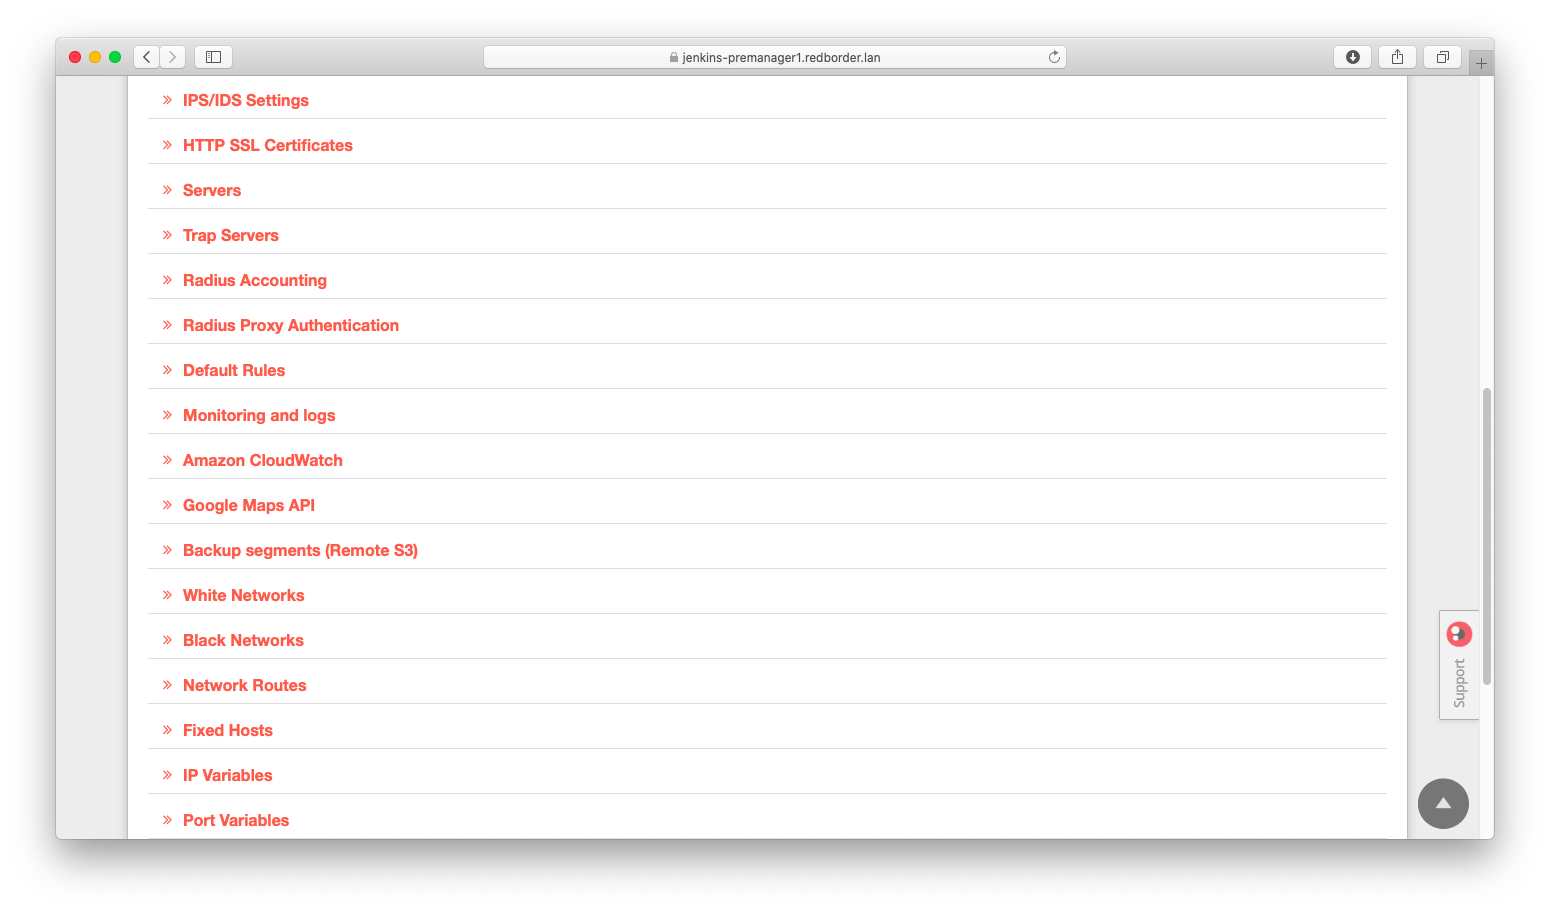 jenkins-premanager1.redborder.lan
IPS/IDS Settings
HTTP SSL Certificates
Servers
Trap Servers
Radius Accounting
Radius Proxy Authentication
Default Rules
Monitoring and logs
Amazon CloudWatch
Google Maps API
Backup segments (Remote S3)
White Networks
Black Networks
Network Routes
Fixed Hosts
IP Variables
Port Variables
Support